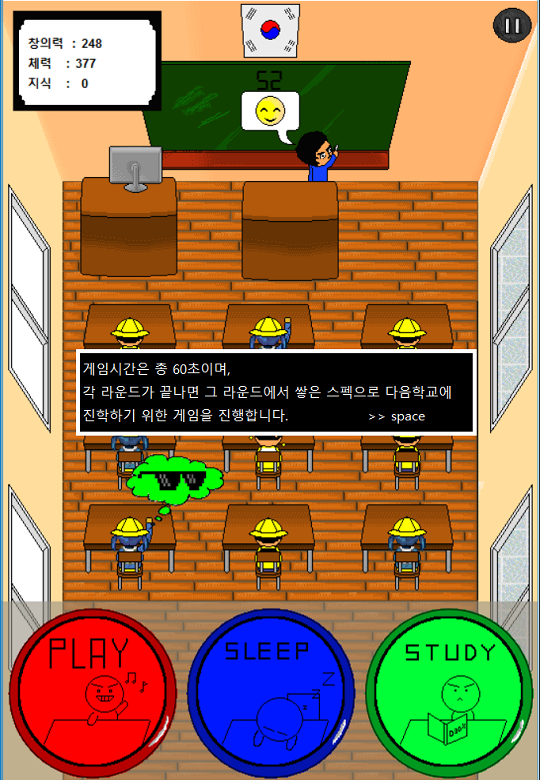 창의력 : 248
체력 : 377
지식 : 0
52
게임시간은 총 60초이며,
각 라운드가 끝나면 그 라운드에서 쌓은 스펙으로 다음학교에
진학하기 위한 게임을 진행합니다. >> space
PLAY
SLEEP
Z
Z
Z
STUDY
Book